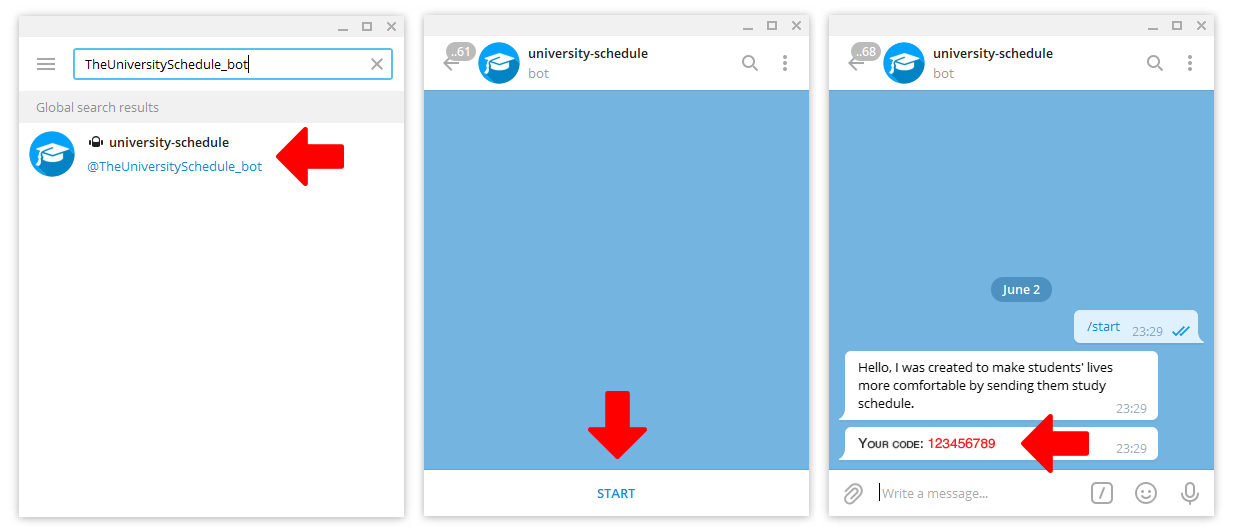 TheUniversitySchedule_bot
Global search results
university-schedule
@TheUniversitySchedule_bot
..61
university-schedule
bot
START
..68
university-schedule
bot
June 2
/start 23:29
Hello, I was created to make students' lives
more comfortable by sending them study
schedule.
23:29
Your code: 123456789 23:29
Write a message...